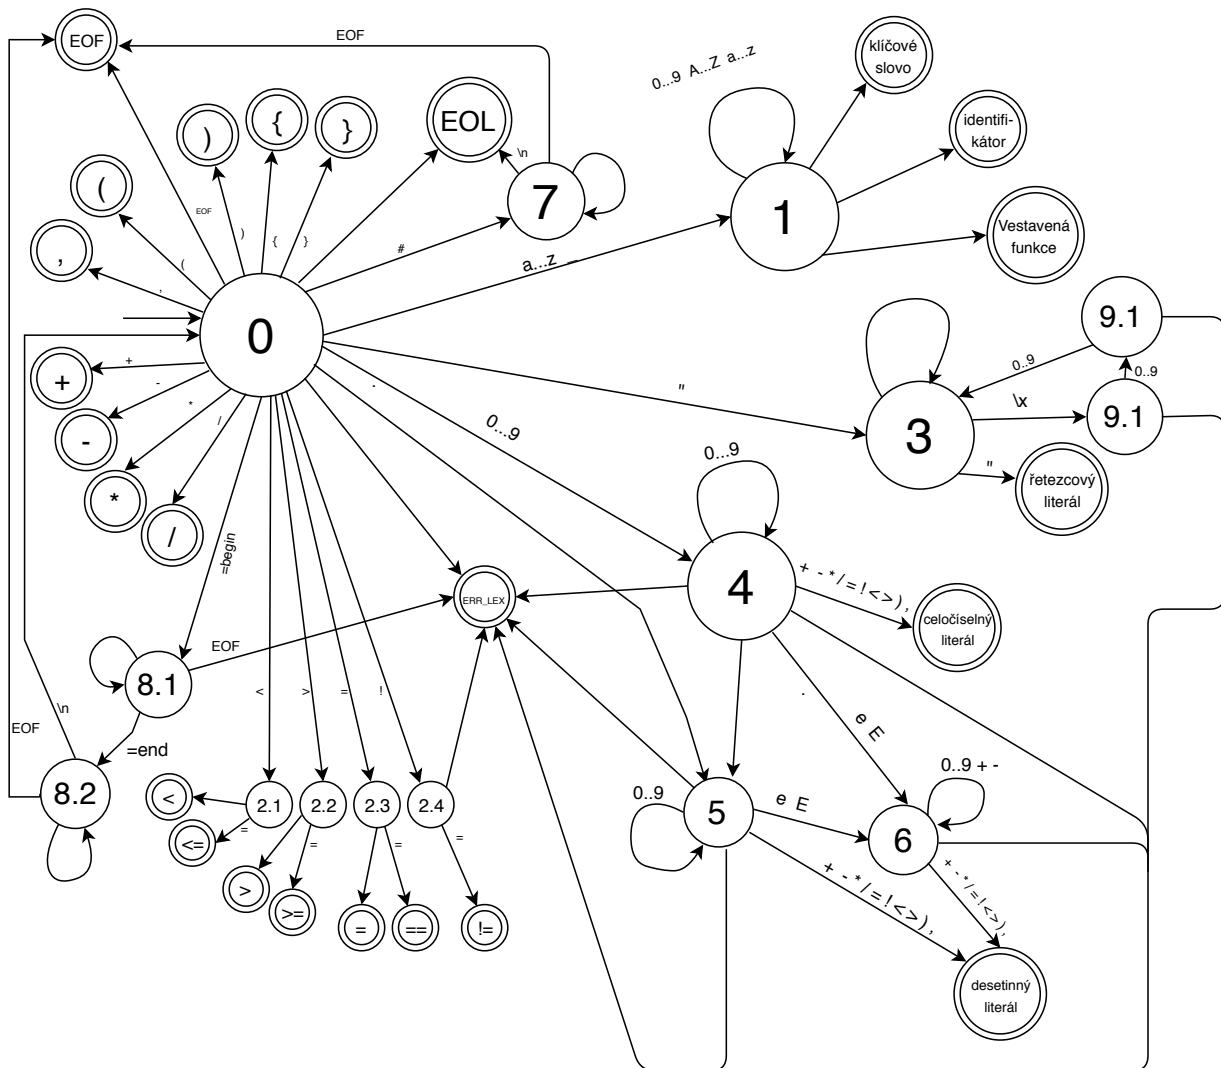 EOF
EOF
klíčové
slovo
0...9 A...Z a...z
)
{
}
EOL
identifi-
kátor
\n
7
1
(
EOF
)
{
}
#
Vestavená
funkce
,
(
a...z _
,
0
9.1
+
+
-
*
/
.
"
0...9
0...9
\x
9.1
3
-
0...9
0...9
"
řetezcový
literál
*
/
=begin
4
+ - * / = ! < > ) ,
ERR_LEX
celočíselný
literál
EOF
8.1
<
>
=
!
.
e E
\n
EOF
=end
8.2
<
2.1
2.2
2.3
2.4
0...9
5
e E
0...9 + -
6
<=
=
=
=
=
>
>=
=
==
!=
+ - * / = ! < > ) ,
+ - * / = ! < > ) ,
desetinný
literál